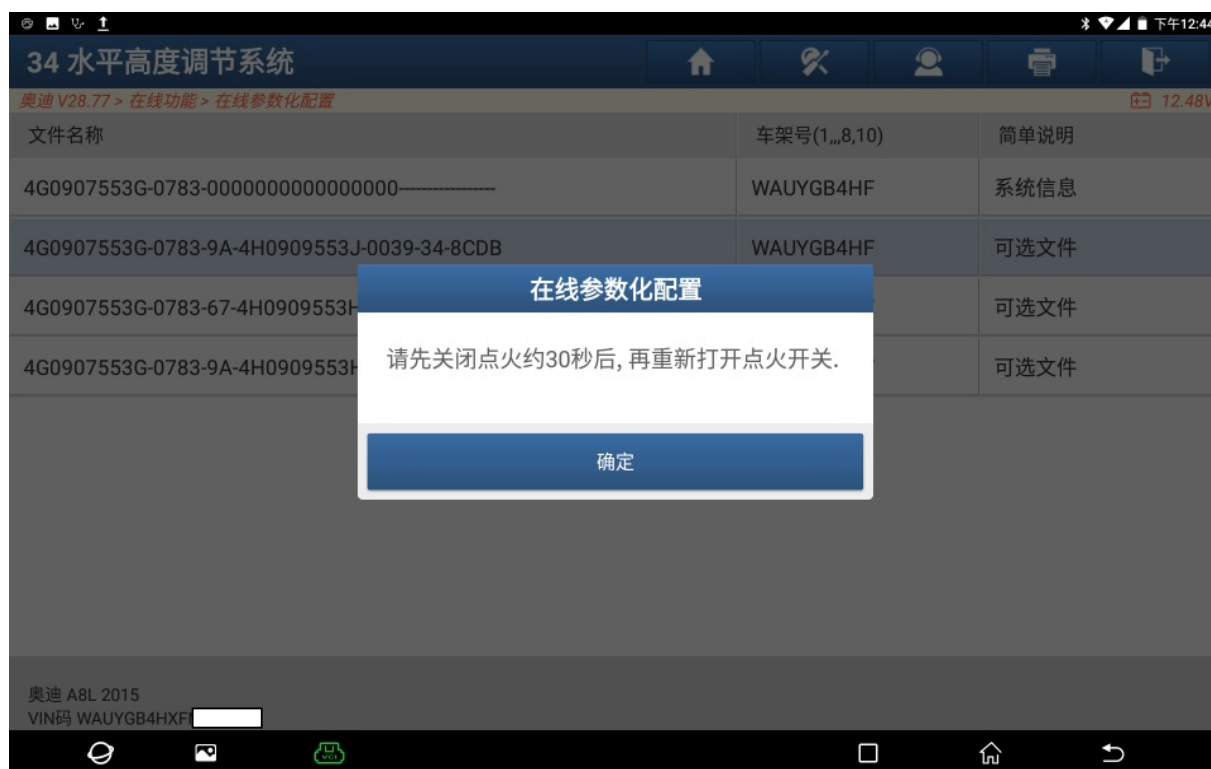 下午12:44
34 水平高度调节系统
奥迪 V28.77 > 在线功能 > 在线参数化配置
12.48V
文件名称
车架号(1,,,8,10)
简单说明
4G0907553G-0783-0000000000000000----------------
WAUYGB4HF
系统信息
4G0907553G-0783-9A-4H0909553J-0039-34-8CDB
WAUYGB4HF
可选文件
4G0907553G-0783-67-4H0909553H
可选文件
4G0907553G-0783-9A-4H0909553H
可选文件
在线参数化配置
请先关闭点火约30秒后, 再重新打开点火开关.
确定
奥迪 A8L 2015
VIN码 WAUYGB4HXF
VCI